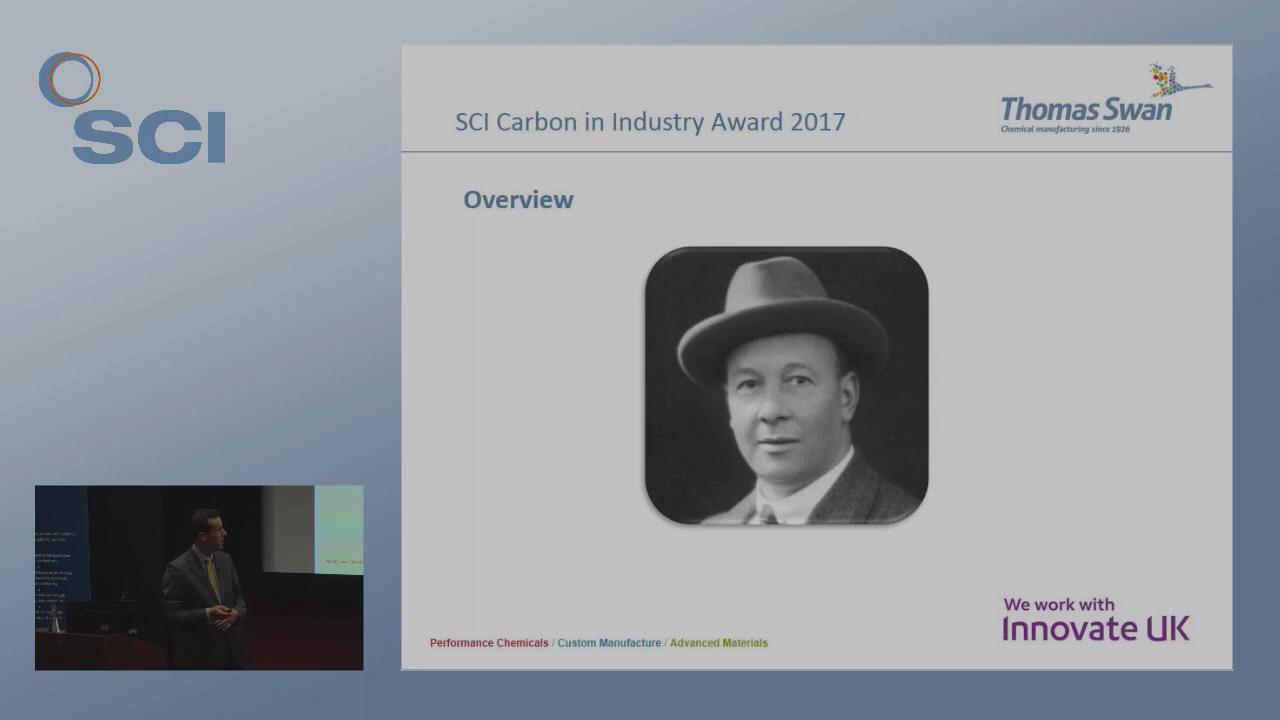 SCI
SCI Carbon in Industry Award 2017
Thomas Swan
Chemical manufacturing since 1926
Overview
We work with
Innovate UK
Performance Chemicals / Custom Manufacture / Advanced Materials